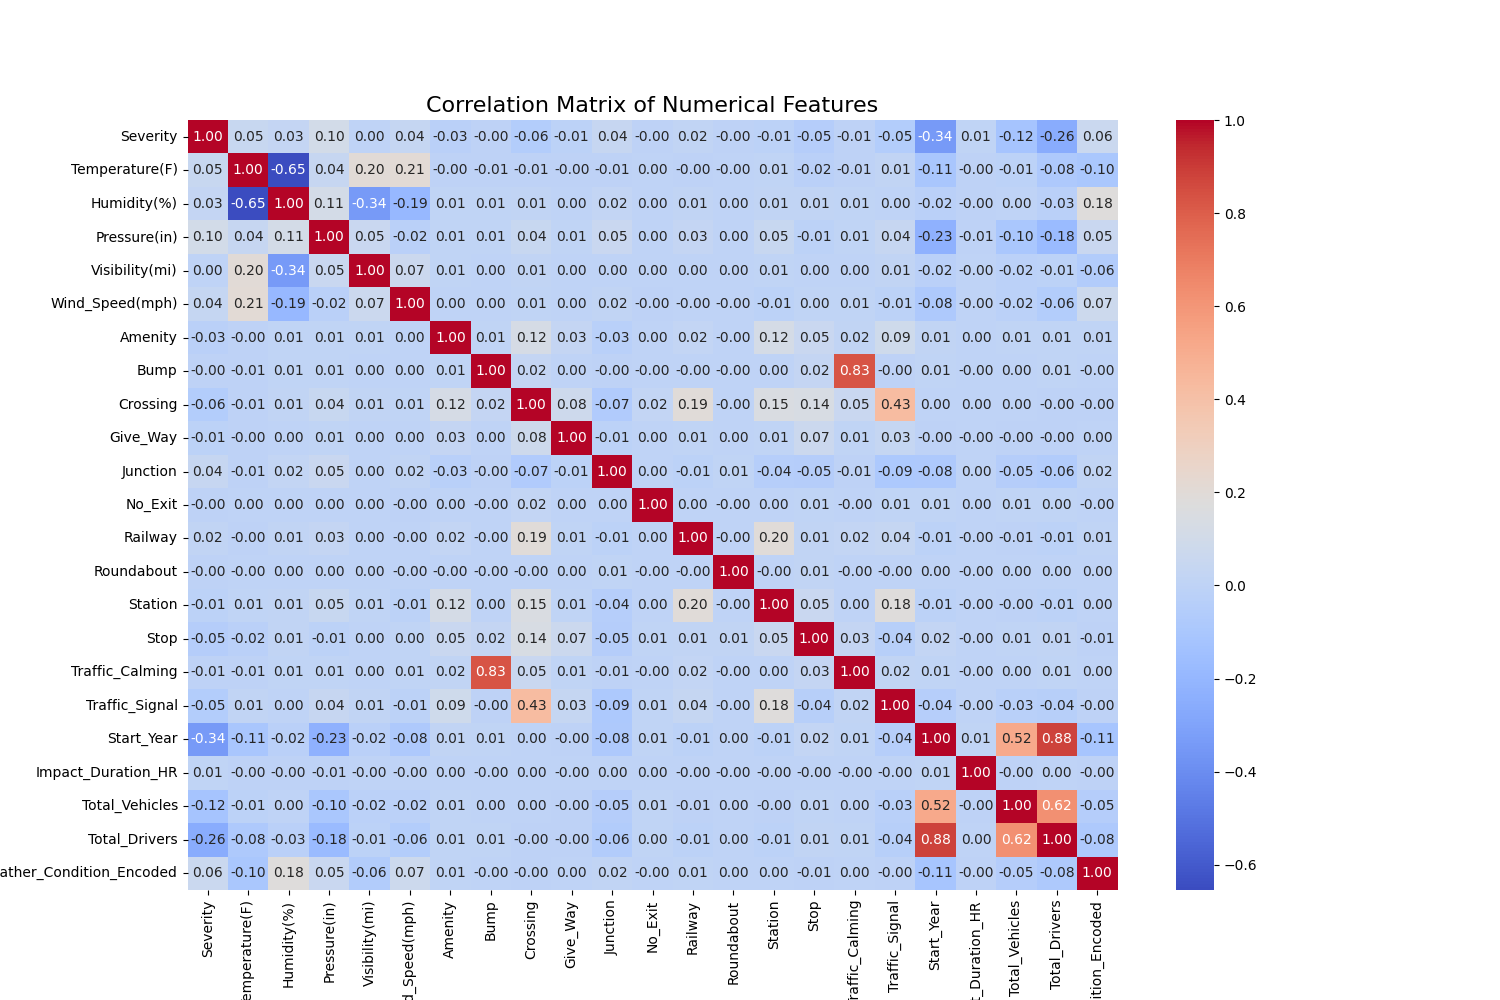 Correlation Matrix of Numerical Features
Severity 1.00 0.05 0.03 0.10 0.00 0.04 -0.03 -0.00 -0.06 -0.01 0.04 -0.00 0.02 -0.00 -0.01 -0.05 -0.01 -0.05 -0.34 0.01 -0.12 -0.26 0.06
Temperature(F) 0.05 1.00 -0.65 0.04 0.20 0.21 -0.00 -0.01 -0.01 -0.00 -0.01 0.00 -0.00 -0.00 0.01 -0.02 -0.01 0.01 -0.11 -0.00 -0.01 -0.08 -0.10
Humidity(%) 0.03 -0.65 1.00 0.11 -0.34 -0.19 0.01 0.01 0.01 0.00 0.02 0.00 0.01 0.00 0.01 0.01 0.01 0.00 -0.02 -0.00 0.00 -0.03 0.18
Pressure(in) 0.10 0.04 0.11 1.00 0.05 -0.02 0.01 0.01 0.04 0.01 0.05 0.00 0.03 0.00 0.05 -0.01 0.01 0.04 -0.23 -0.01 -0.10 -0.18 0.05
Visibility(mi) 0.00 0.20 -0.34 0.05 1.00 0.07 0.01 0.00 0.01 0.00 0.00 0.00 0.00 0.00 0.01 0.00 0.00 0.01 -0.02 -0.00 -0.02 -0.01 -0.06
Wind_Speed(mph) 0.04 0.21 -0.19 -0.02 0.07 1.00 0.00 0.00 0.01 0.00 0.02 -0.00 -0.00 -0.00 -0.01 0.00 0.01 -0.01 -0.08 -0.00 -0.02 -0.06 0.07
Amenity -0.03 -0.00 0.01 0.01 0.01 0.00 1.00 0.01 0.12 0.03 -0.03 0.00 0.02 -0.00 0.12 0.05 0.02 0.09 0.01 0.00 0.01 0.01 0.01
Bump -0.00 -0.01 0.01 0.01 0.00 0.00 0.01 1.00 0.02 0.00 -0.00 -0.00 -0.00 -0.00 0.00 0.02 0.83 -0.00 0.01 -0.00 0.00 0.01 -0.00
Crossing -0.06 -0.01 0.01 0.04 0.01 0.01 0.12 0.02 1.00 0.08 -0.07 0.02 0.19 -0.00 0.15 0.14 0.05 0.43 0.00 0.00 0.00 -0.00 -0.00
Give_Way -0.01 -0.00 0.00 0.01 0.00 0.00 0.03 0.00 0.08 1.00 -0.01 0.00 0.01 0.00 0.01 0.07 0.01 0.03 -0.00 -0.00 -0.00 -0.00 0.00
Junction 0.04 -0.01 0.02 0.05 0.00 0.02 -0.03 -0.00 -0.07 -0.01 1.00 0.00 -0.01 0.01 -0.04 -0.05 -0.01 -0.09 -0.08 0.00 -0.05 -0.06 0.02
No_Exit -0.00 0.00 0.00 0.00 0.00 -0.00 0.00 -0.00 0.02 0.00 0.00 1.00 0.00 -0.00 0.00 0.01 -0.00 0.01 0.01 0.00 0.01 0.00 -0.00
Railway 0.02 -0.00 0.01 0.03 0.00 -0.00 0.02 -0.00 0.19 0.01 -0.01 0.00 1.00 -0.00 0.20 0.01 0.02 0.04 -0.01 -0.00 -0.01 -0.01 0.01
Roundabout -0.00 -0.00 0.00 0.00 0.00 -0.00 -0.00 -0.00 -0.00 0.00 0.01 -0.00 -0.00 1.00 -0.00 0.01 -0.00 -0.00 0.00 -0.00 0.00 0.00 0.00
Station -0.01 0.01 0.01 0.05 0.01 -0.01 0.12 0.00 0.15 0.01 -0.04 0.00 0.20 -0.00 1.00 0.05 0.00 0.18 -0.01 -0.00 -0.00 -0.01 0.00
Stop -0.05 -0.02 0.01 -0.01 0.00 0.00 0.05 0.02 0.14 0.07 -0.05 0.01 0.01 0.01 0.05 1.00 0.03 -0.04 0.02 -0.00 0.01 0.01 -0.01
Traffic_Calming -0.01 -0.01 0.01 0.01 0.00 0.01 0.02 0.83 0.05 0.01 -0.01 -0.00 0.02 -0.00 0.00 0.03 1.00 0.02 0.01 -0.00 0.00 0.01 0.00
Traffic_Signal -0.05 0.01 0.00 0.04 0.01 -0.01 0.09 -0.00 0.43 0.03 -0.09 0.01 0.04 -0.00 0.18 -0.04 0.02 1.00 -0.04 -0.00 -0.03 -0.04 -0.00
Start_Year -0.34 -0.11 -0.02 -0.23 -0.02 -0.08 0.01 0.01 0.00 -0.00 -0.08 0.01 -0.01 0.00 -0.01 0.02 0.01 -0.04 1.00 0.01 0.52 0.88 -0.11
Impact_Duration_HR 0.01 -0.00 -0.00 -0.01 -0.00 -0.00 0.00 -0.00 0.00 -0.00 0.00 0.00 -0.00 -0.00 -0.00 -0.00 -0.00 -0.00 0.01 1.00 -0.00 0.00 -0.00
Total_Vehicles -0.12 -0.01 0.00 -0.10 -0.02 -0.02 0.01 0.00 0.00 -0.00 -0.05 0.01 -0.01 0.00 -0.00 0.01 0.00 -0.03 0.52 -0.00 1.00 0.62 -0.05
Total_Drivers -0.26 -0.08 -0.03 -0.18 -0.01 -0.06 0.01 0.01 -0.00 -0.00 -0.06 0.00 -0.01 0.00 -0.01 0.01 0.01 -0.04 0.88 0.00 0.62 1.00 -0.08
ather_Condition_Encoded 0.06 -0.10 0.18 0.05 -0.06 0.07 0.01 -0.00 -0.00 0.00 0.02 -0.00 0.01 0.00 0.00 -0.01 0.00 -0.00 -0.11 -0.00 -0.05 -0.08 1.00
Severity
emperature(F)
Humidity(%)
Pressure(in)
Visibility(mi)
d_Speed(mph)
Amenity
Bump
Crossing
Give_Way
Junction
No_Exit
Railway
Roundabout
Station
Stop
raffic_Calming
Traffic_Signal
Start_Year
t_Duration_HR
Total_Vehicles
Total_Drivers
ition_Encoded
1.0
0.8
0.6
0.4
0.2
0.0
−0.2
−0.4
−0.6